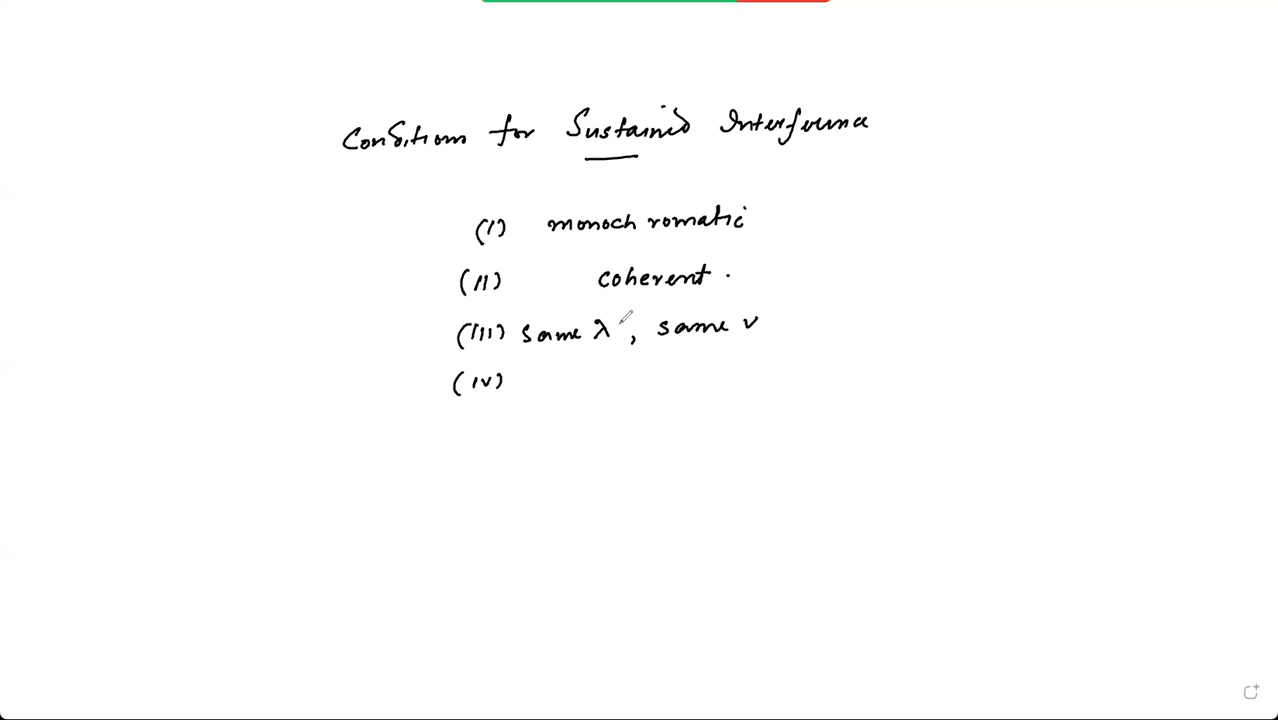 Conditions for Sustained Interference
(I) monochromatic
(II) coherent .
(III) same λ , same ν
(IV)